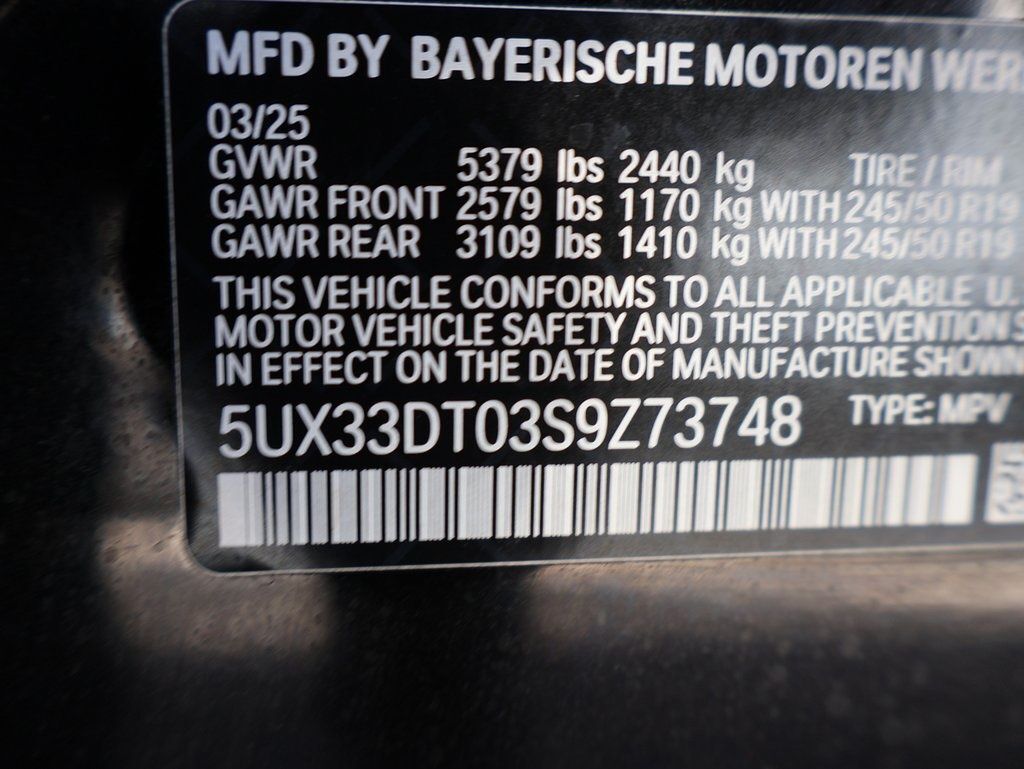 MFD BY BAYERISCHE MOTOREN WER
03/25
GVWR 5379 lbs 2440 kg TIRE / RIM
GAWR FRONT 2579 lbs 1170 kg WITH 245/50 R19
GAWR REAR 3109 lbs 1410 kg WITH 245/50 R19
THIS VEHICLE CONFORMS TO ALL APPLICABLE U.
MOTOR VEHICLE SAFETY AND THEFT PREVENTION S
IN EFFECT ON THE DATE OF MANUFACTURE SHOWN
5UX33DT03S9Z73748 TYPE: MPV